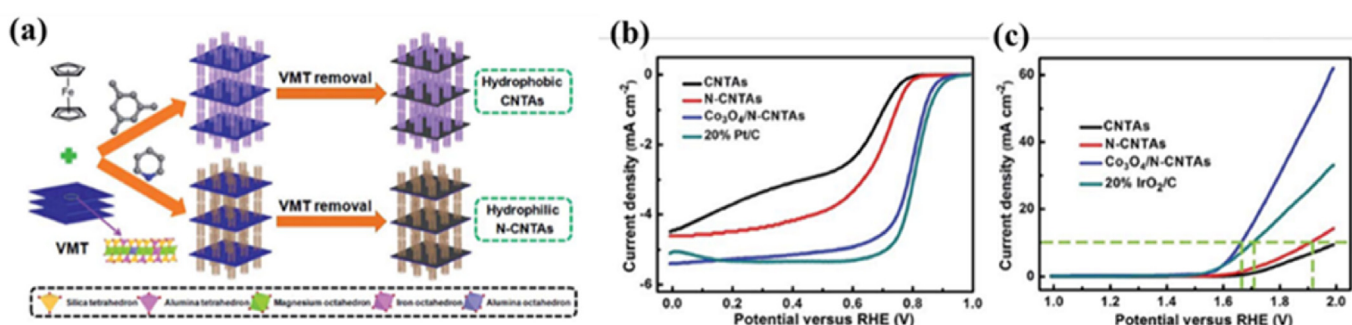 (a)
Fe
VMT removal
Hydrophobic
CNTAs
N
VMT
VMT removal
Hydrophilic
N-CNTAs
Silica tetrahedron Alumina tetrahedron Magnesium octahedron Iron octahedron Alumina octahedron
(b)
Current density (mA cm-2)
0
-2
-4
-6
CNTAs
N-CNTAs
Co3O4/N-CNTAs
20% Pt/C
0.0 0.2 0.4 0.6 0.8 1.0
Potential versus RHE (V)
(c)
Current density (mA cm-2)
60
40
20
0
CNTAs
N-CNTAs
Co3O4/N-CNTAs
20% IrO2/C
1.0 1.2 1.4 1.6 1.8 2.0
Potential versus RHE (V)